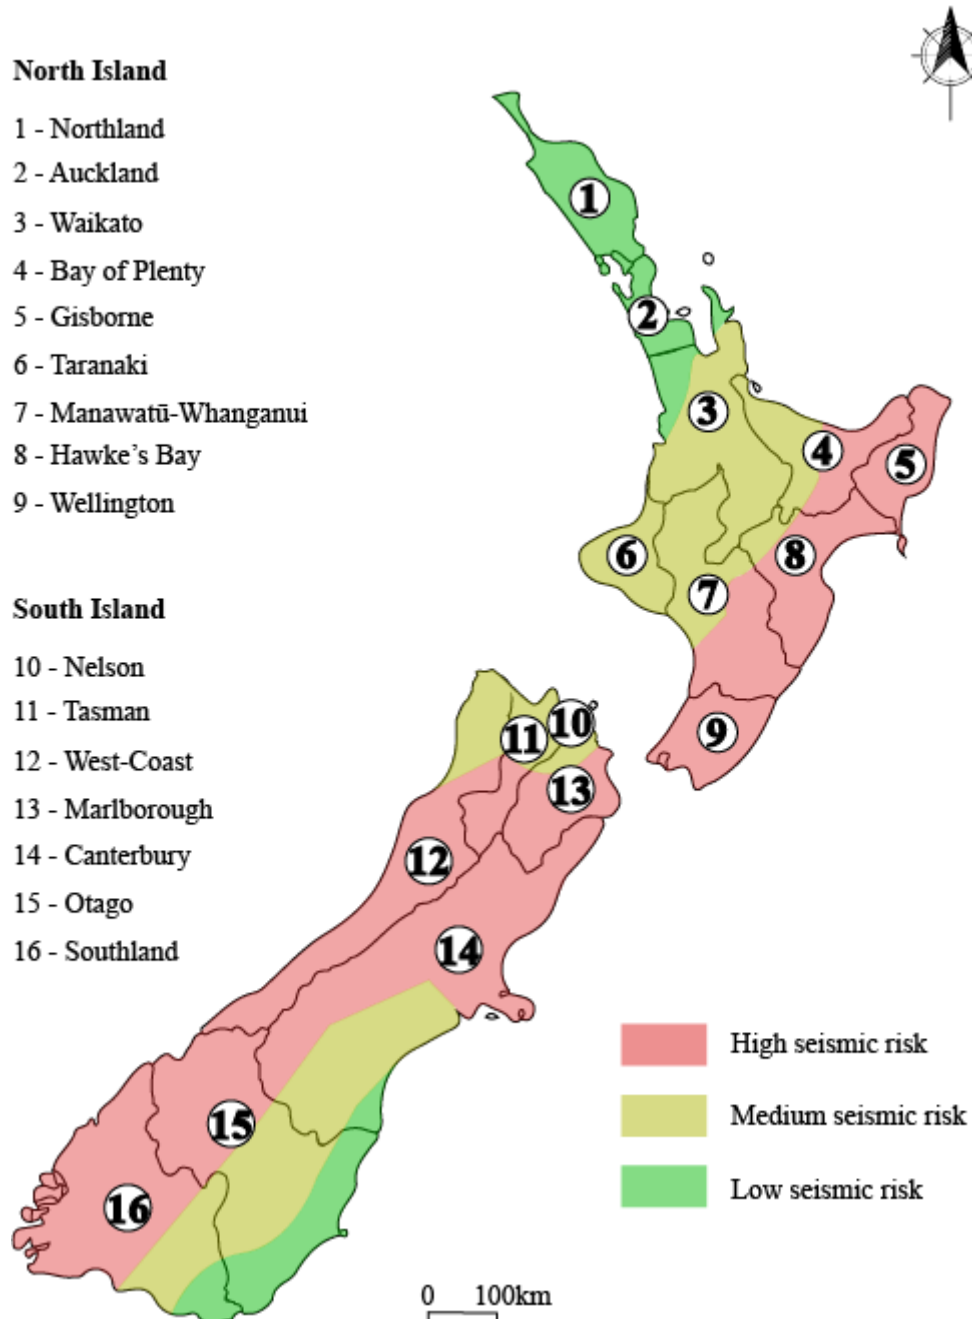 North Island
1 - Northland
2 - Auckland
3 - Waikato
4 - Bay of Plenty
5 - Gisborne
6 - Taranaki
7 - Manawatū-Whanganui
8 - Hawke's Bay
9 - Wellington
South Island
10 - Nelson
11 - Tasman
12 - West-Coast
13 - Marlborough
14 - Canterbury
15 - Otago
16 - Southland
1
2
3
4
5
6
7
8
9
10
11
12
13
14
15
16
High seismic risk
Medium seismic risk
Low seismic risk
0 100km